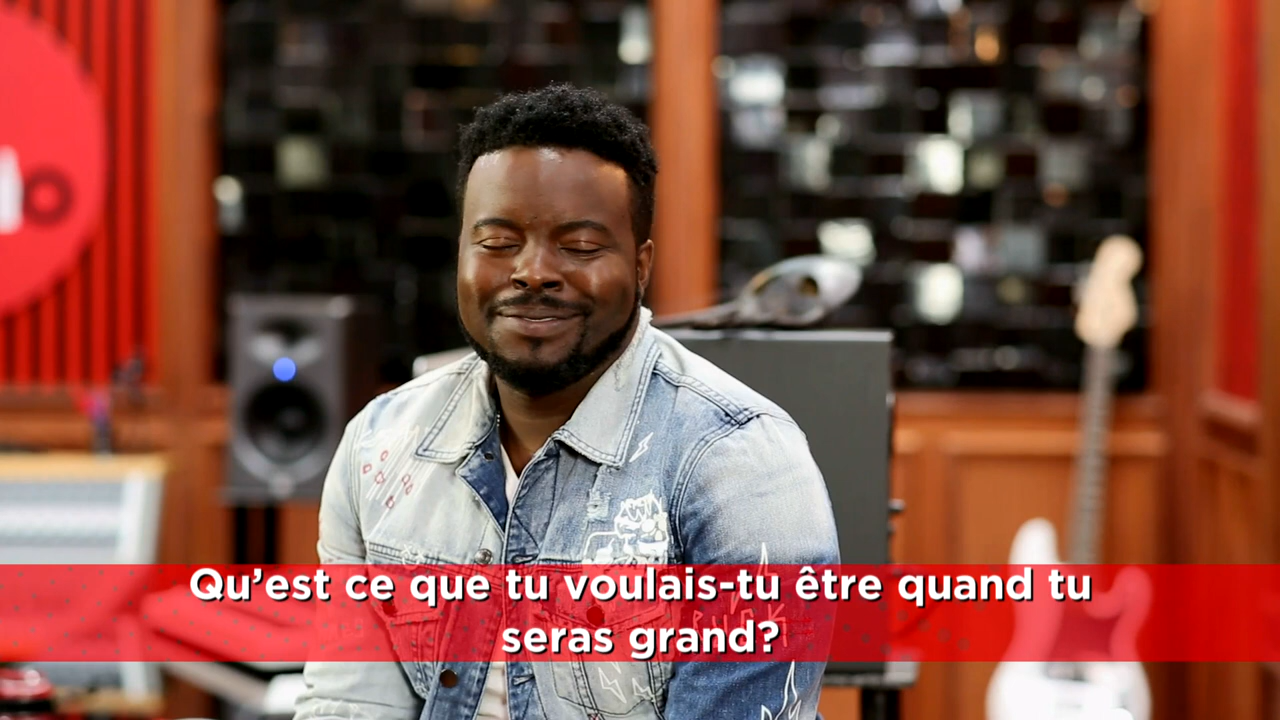 Qu’est ce que tu voulais-tu être quand tu
seras grand?